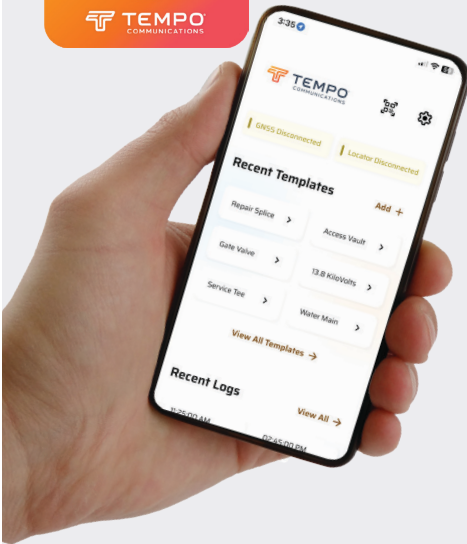 TEMPO
COMMUNICATIONS
3:35
TEMPO
COMMUNICATIONS
GNSS Disconnected
Locator Disconnected
Recent Templates
Add +
Repair Splice >
Access Vault >
Gate Valve >
13.8 KiloVolts >
Service Tee >
Water Main >
View All Templates →
Recent Logs
View All →
11:25:00 AM
02:45:00 PM